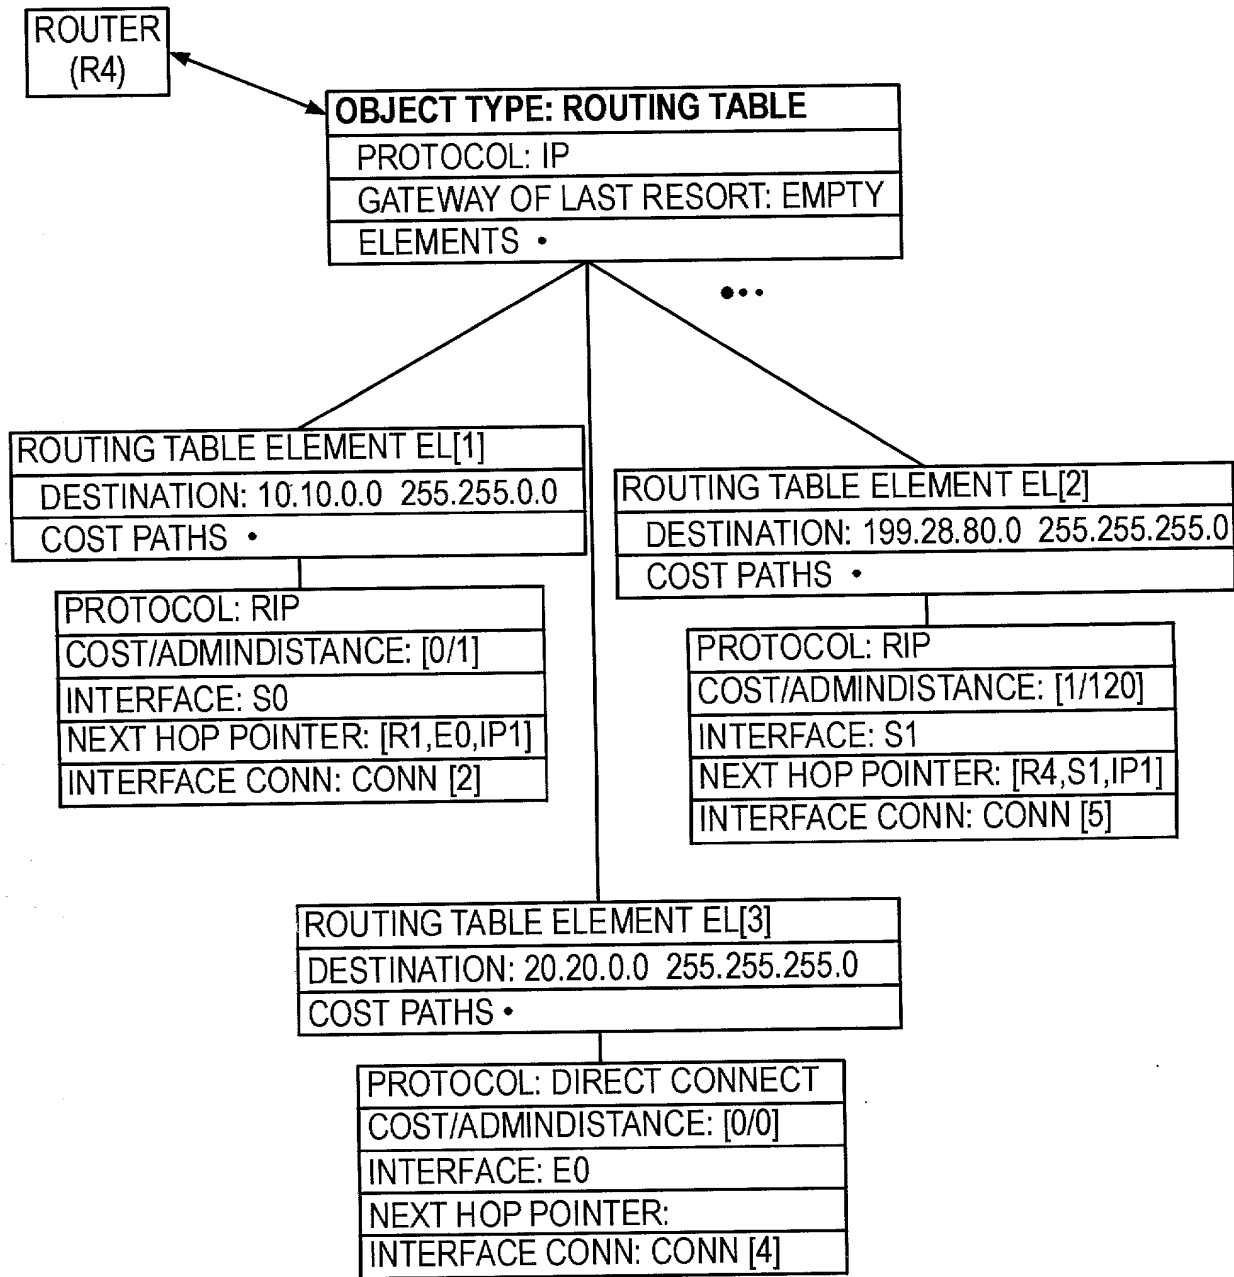 ROUTER
(R4)
OBJECT TYPE: ROUTING TABLE
PROTOCOL: IP
GATEWAY OF LAST RESORT: EMPTY
ELEMENTS •
ROUTING TABLE ELEMENT EL[1]
DESTINATION: 10.10.0.0 255.255.0.0
COST PATHS •
PROTOCOL: RIP
COST/ADMINDISTANCE: [0/1]
INTERFACE: S0
NEXT HOP POINTER: [R1,E0,IP1]
INTERFACE CONN: CONN [2]
ROUTING TABLE ELEMENT EL[2]
DESTINATION: 199.28.80.0 255.255.255.0
COST PATHS •
PROTOCOL: RIP
COST/ADMINDISTANCE: [1/120]
INTERFACE: S1
NEXT HOP POINTER: [R4,S1,IP1]
INTERFACE CONN: CONN [5]
ROUTING TABLE ELEMENT EL[3]
DESTINATION: 20.20.0.0 255.255.255.0
COST PATHS •
PROTOCOL: DIRECT CONNECT
COST/ADMINDISTANCE: [0/0]
INTERFACE: E0
NEXT HOP POINTER:
INTERFACE CONN: CONN [4]